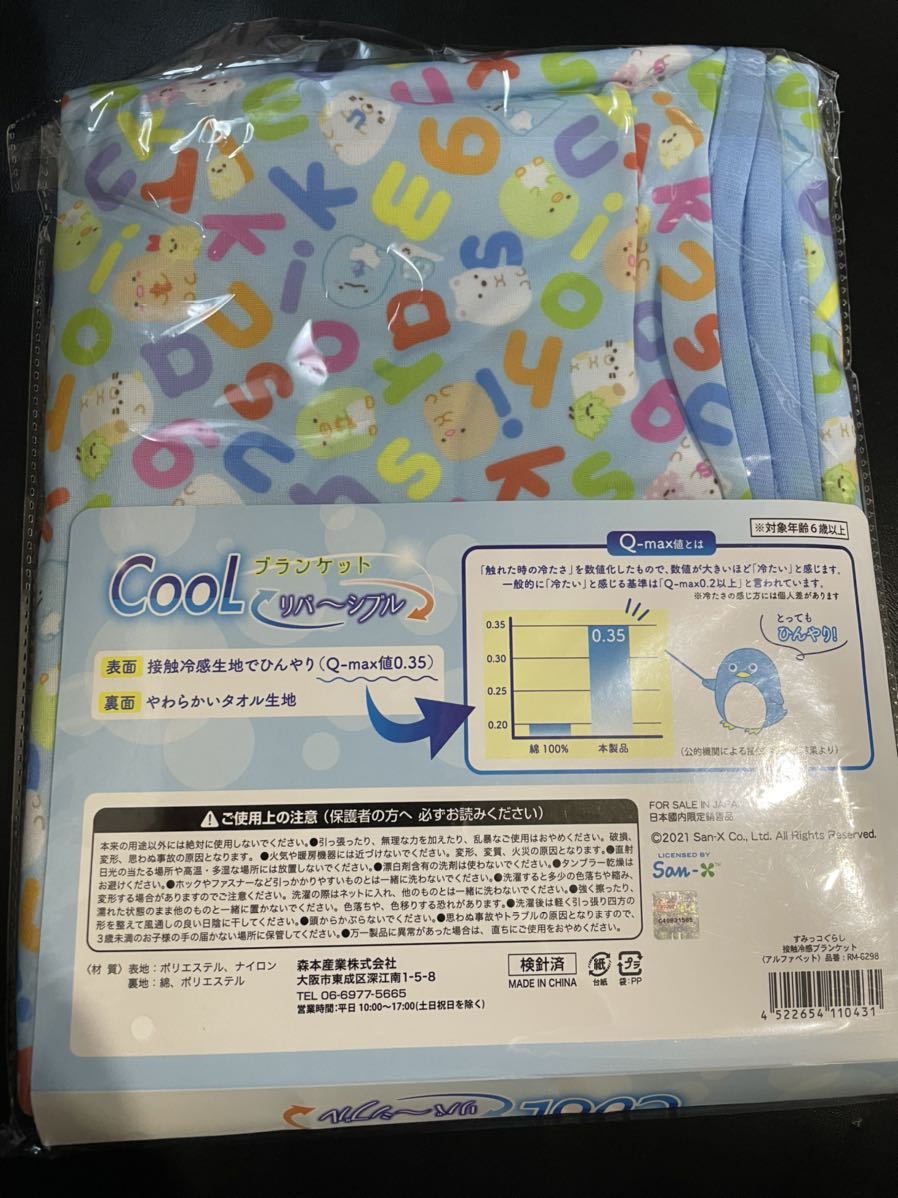 ※対象年齢6歳以上
CooL ブランケット
リバ〜シブル
表面 接触冷感生地でひんやり(Q-max値0.35)
裏面 やわらかいタオル生地
Q-max値とは
「触れた時の冷たさ」を数値化したもので、数値が大きいほど「冷たい」と感じます。
一般的に「冷たい」と感じる基準は「Q-max0.2以上」と言われています。
※冷たさの感じ方には個人差があります
0.35
0.30
0.25
0.20
0.35
綿100%
本製品
とっても
ひんやり!
(公的機関による
より)
⚠ご使用上の注意(保護者の方へ 必ずお読みください)
本来の用途以外には絶対に使用しないでください。●引っ張ったり、無理な力を加えたり、乱暴なご使用はおやめください。破損、
変形、思わぬ事故の原因となります。●火気や暖房機器には近づけないでください。変形、変質、火災の原因となります。●直射
日光の当たる場所や高温・多湿な場所には放置しないでください。●漂白剤含有の洗剤は使わないでください。●タンブラー乾燥は
お避けください。●ホックやファスナーなど引っかかりやすいものとは一緒に洗わないでください。●洗濯すると多少の色落ちや縮み、
変形する場合がありますのでご注意ください。洗濯の際はネットに入れ、他のものとは一緒に洗わないでください。●強く擦ったり、
濡れた状態のまま他のものと一緒に置かないでください。色落ちや、色移りする恐れがあります。●洗濯後は軽く引っ張り四方の
形を整えて風通しの良い日陰に干してください。●頭からかぶらないでください。●思わぬ事故やトラブルの原因となりますので、
3歳未満のお子様の手の届かない場所に保管してください。●万一製品に異常があった場合は、直ちにご使用をおやめください。
〈材 質〉表地:ポリエステル、ナイロン
裏地:綿、ポリエステル
森本産業株式会社
大阪市東成区深江南1-5-8
TEL 06-6977-5665
営業時間:平日 10:00〜17:00(土日祝日を除く)
検針済
MADE IN CHINA
紙
台紙
プラ
袋:PP
FOR SALE IN JAPAN
日本國内限定銷售品
©2021 San-X Co., Ltd. All Rights Reserved.
LICENSED BY
San-X™
すみっコぐらし
接触冷感ブランケット
(アルファベット)品番:RM-6298
4 522654 110431
CooL リバ〜シブル